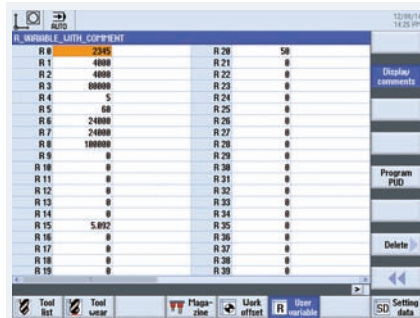 AUTO
12/08/14
14:25 PM
R_VARIABLE_WITH_COMMENT
R 0 2345 R 20 50
R 1 4000 R 21 0
R 2 4000 R 22 0
R 3 80000 R 23 0
R 4 5 R 24 0
R 5 60 R 25 0
R 6 24000 R 26 0
R 7 24000 R 27 0
R 8 100000 R 28 0
R 9 0 R 29 0
R 10 0 R 30 0
R 11 0 R 31 0
R 12 0 R 32 0
R 13 0 R 33 0
R 14 0 R 34 0
R 15 5.092 R 35 0
R 16 0 R 36 0
R 17 0 R 37 0
R 18 0 R 38 0
R 19 0 R 39 0
Display comments
Program PUD
Delete
Tool list
Tool wear
Maga-zine
Work offset
R User variable
SD Setting data